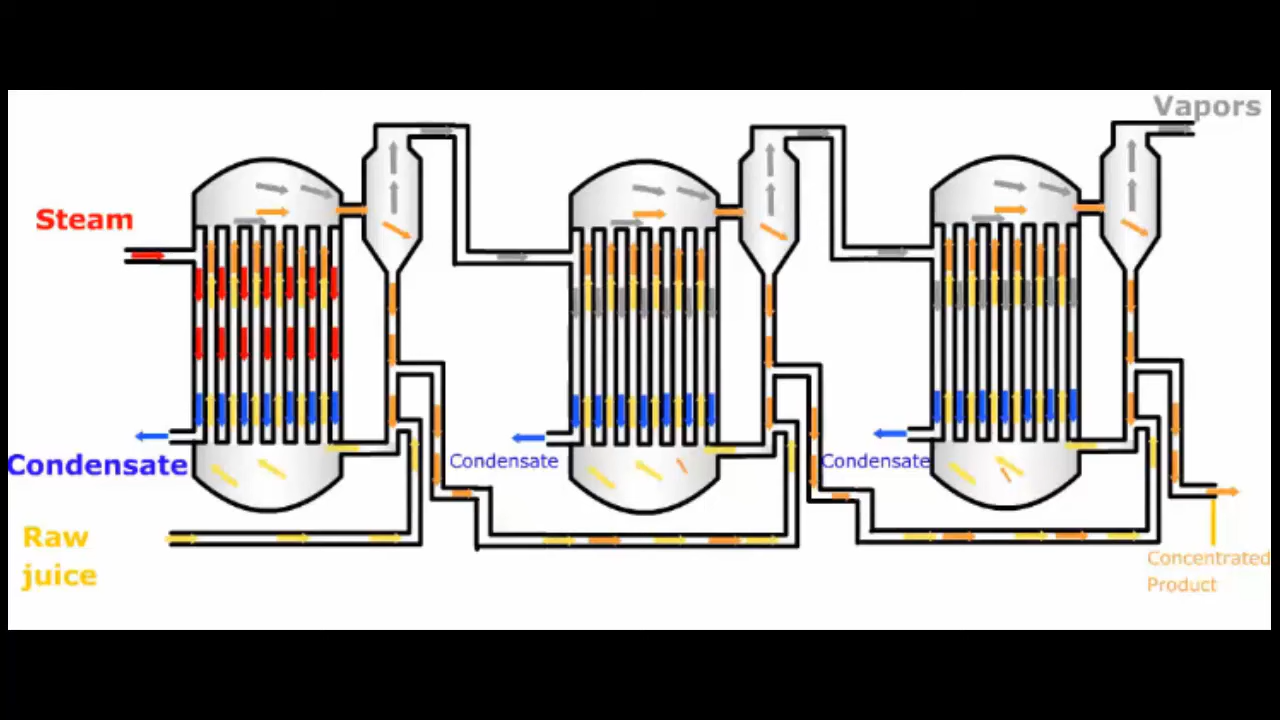 Vapors
Steam
Condensate
Condensate
Condensate
Raw
juice
Concentrated
Product